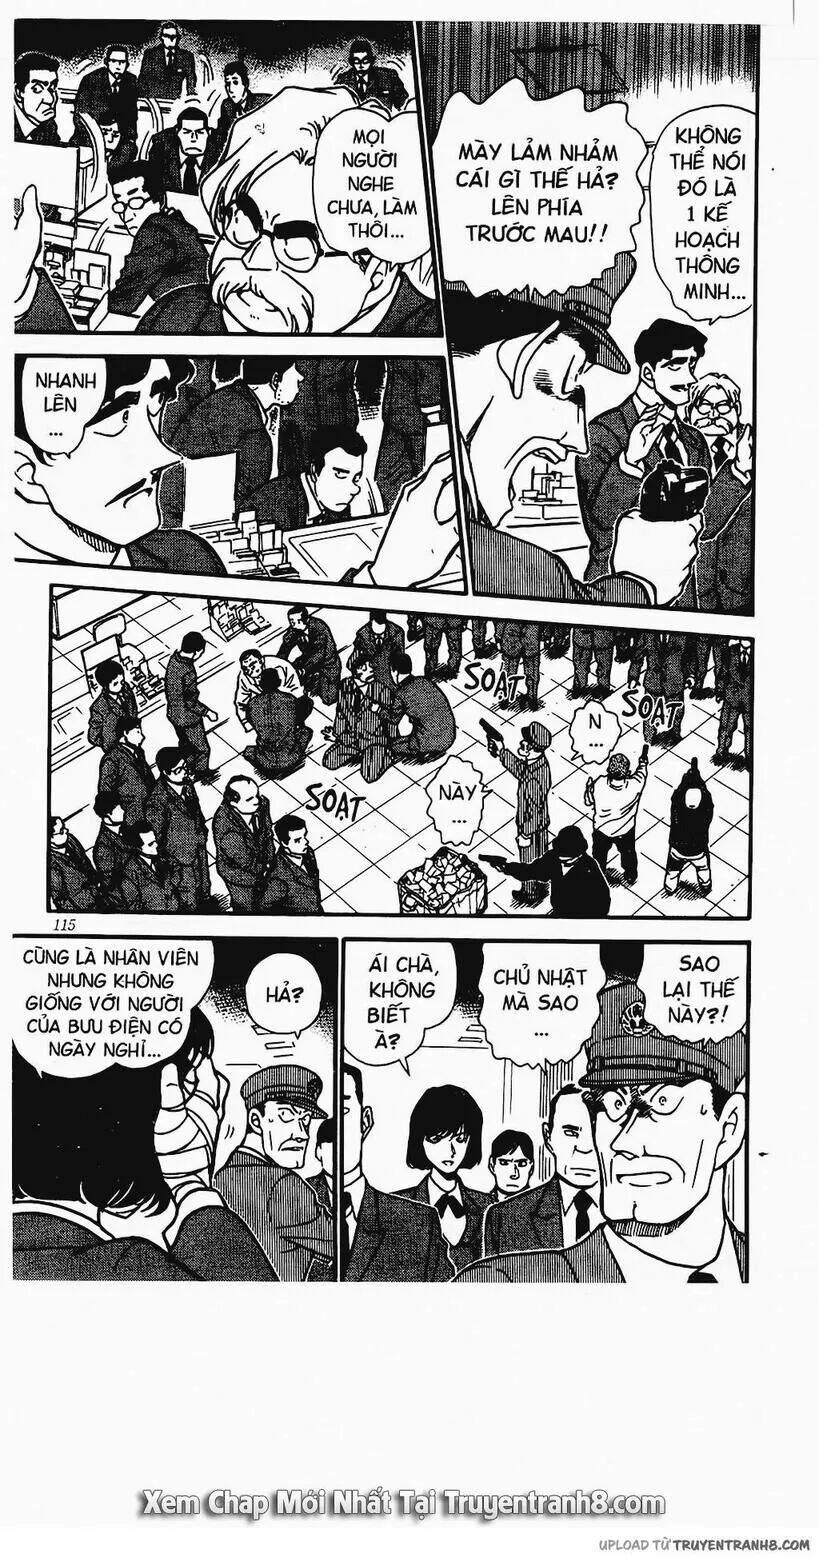 KHÔNG
THỂ NÓI
ĐÓ LÀ
1 KẾ
HOẠCH
THÔNG
MINH...
MÀY LẢM NHẢM
CÁI GÌ THẾ HẢ?
LÊN PHÍA
TRƯỚC MAU!!
MỌI
NGƯỜI
NGHE
CHƯA, LÀM
THÔI...
NHANH
LÊN
...
SOẠT
N
...
SOẠT
SOẠT
NÀY
...
115
SAO
LẠI THẾ
NÀY?!
CHỦ NHẬT
MÀ SAO
...
ÁI CHÀ,
KHÔNG
BIẾT
À?
HẢ?
CÙNG LÀ NHÂN VIÊN
NHƯNG KHÔNG
GIỐNG VỚI NGƯỜI
CỦA BƯU ĐIỆN CÓ
NGÀY NGHỈ...
Xem Chap Mới Nhất Tại Truyentranh8.com
UPLOAD TỪ TRUYENTRANH8.COM